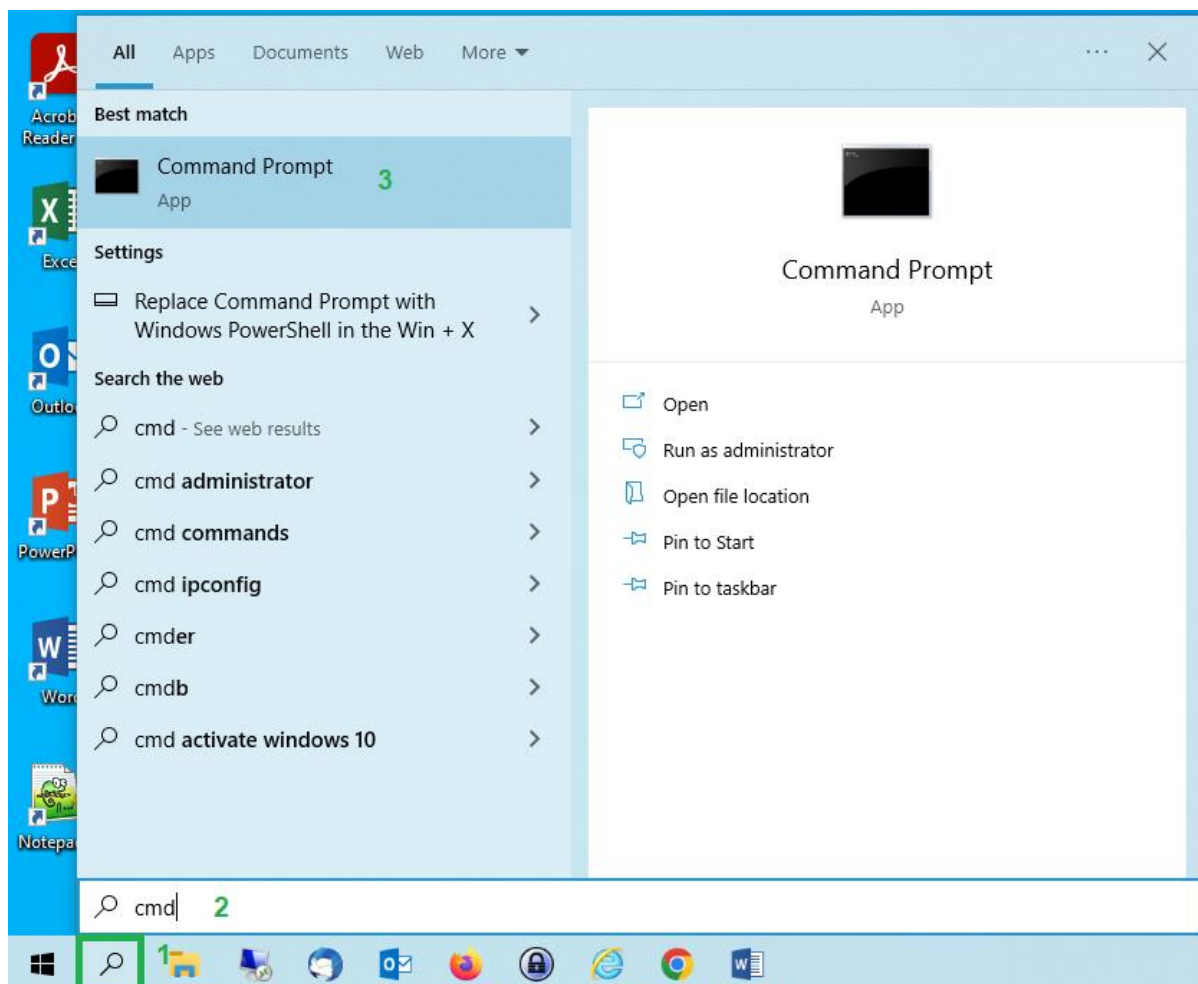 All Apps Documents Web More
Acrob
Reader
Best match
Command Prompt
App
3
Exce
Settings
Replace Command Prompt with
Windows PowerShell in the Win + X
Outlo
Search the web
cmd - See web results
cmd administrator
cmd commands
PowerP
cmd ipconfig
cmder
Word
cmdb
cmd activate windows 10
Notepa
Command Prompt
App
Open
Run as administrator
Open file location
Pin to Start
Pin to taskbar
cmd 2
1